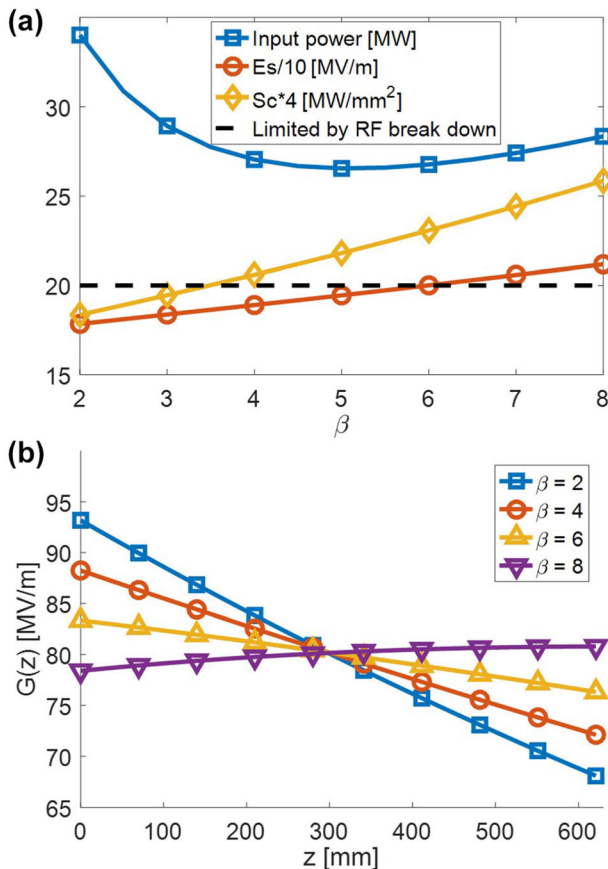 (a)
Input power [MW]
Es/10 [MV/m]
Sc*4 [MW/mm²]
Limited by RF break down
30
25
20
15
2 3 4 5 6 7 8
β
(b)
β = 2
β = 4
β = 6
β = 8
G(z) [MV/m]
95
90
85
80
75
70
65
0 100 200 300 400 500 600
z [mm]